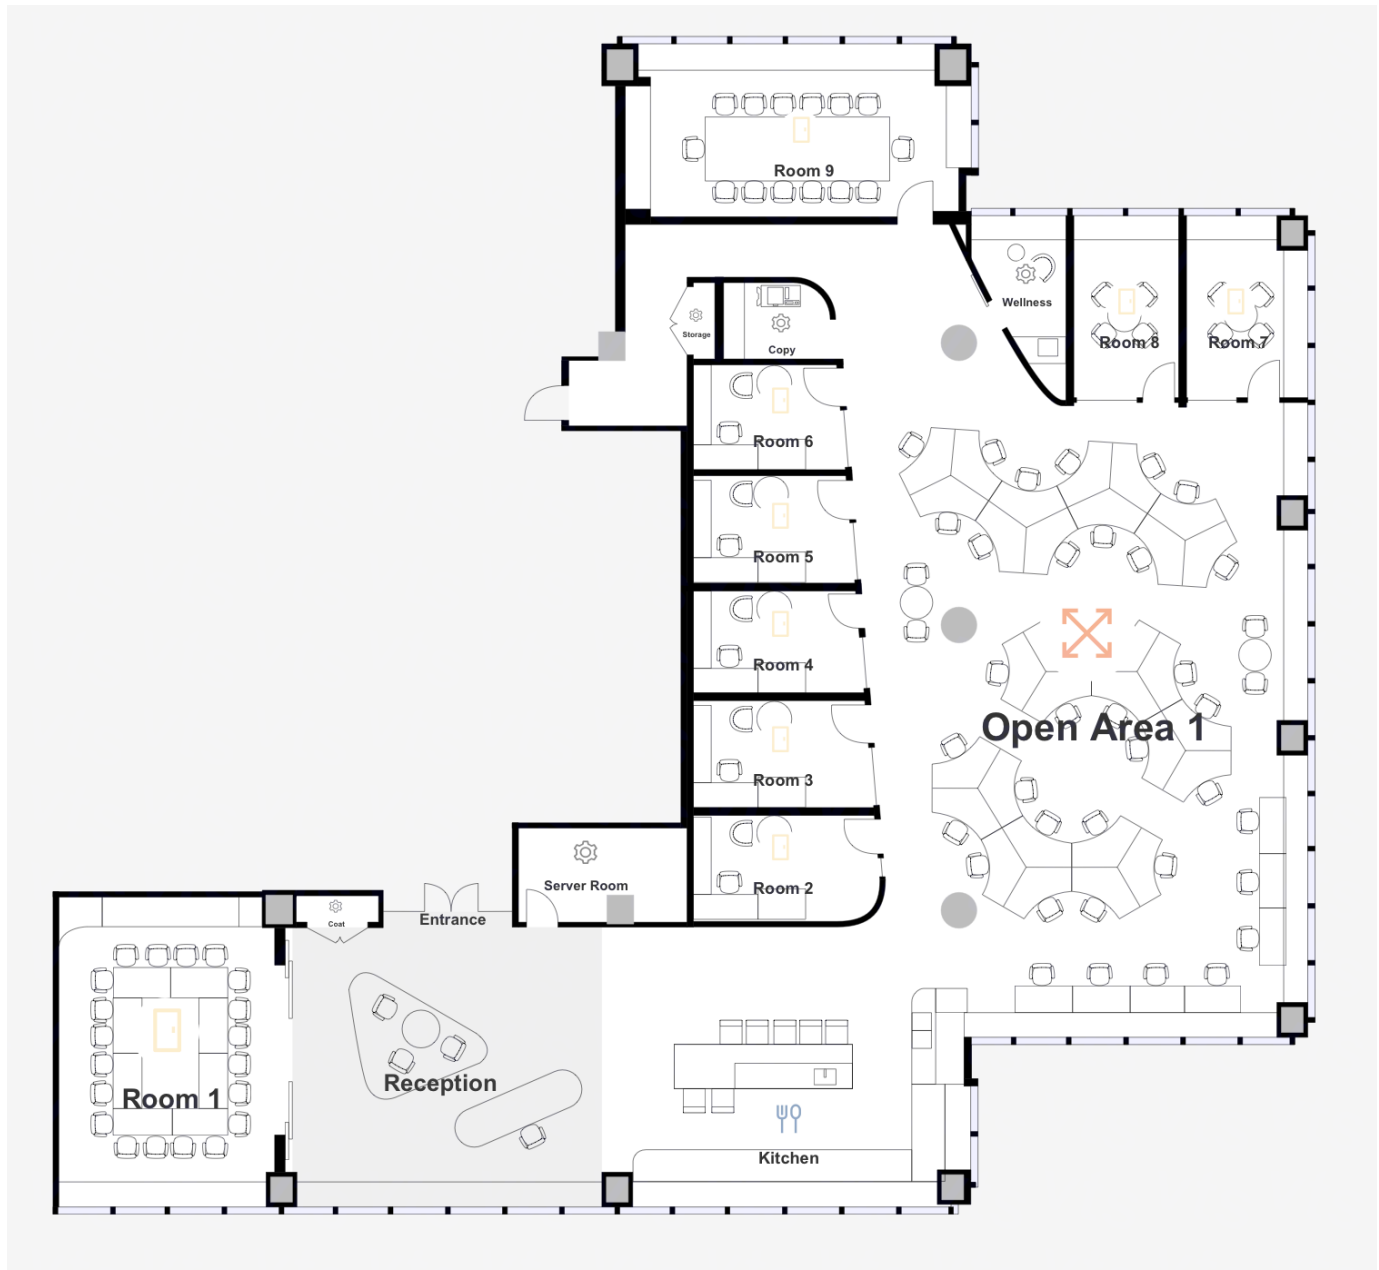 Room 9
Wellness
Room 8
Room 7
Storage
Copy
Room 6
Room 5
Room 4
Open Area 1
Room 3
Server Room
Room 2
Coat
Entrance
Reception
Room 1
Kitchen